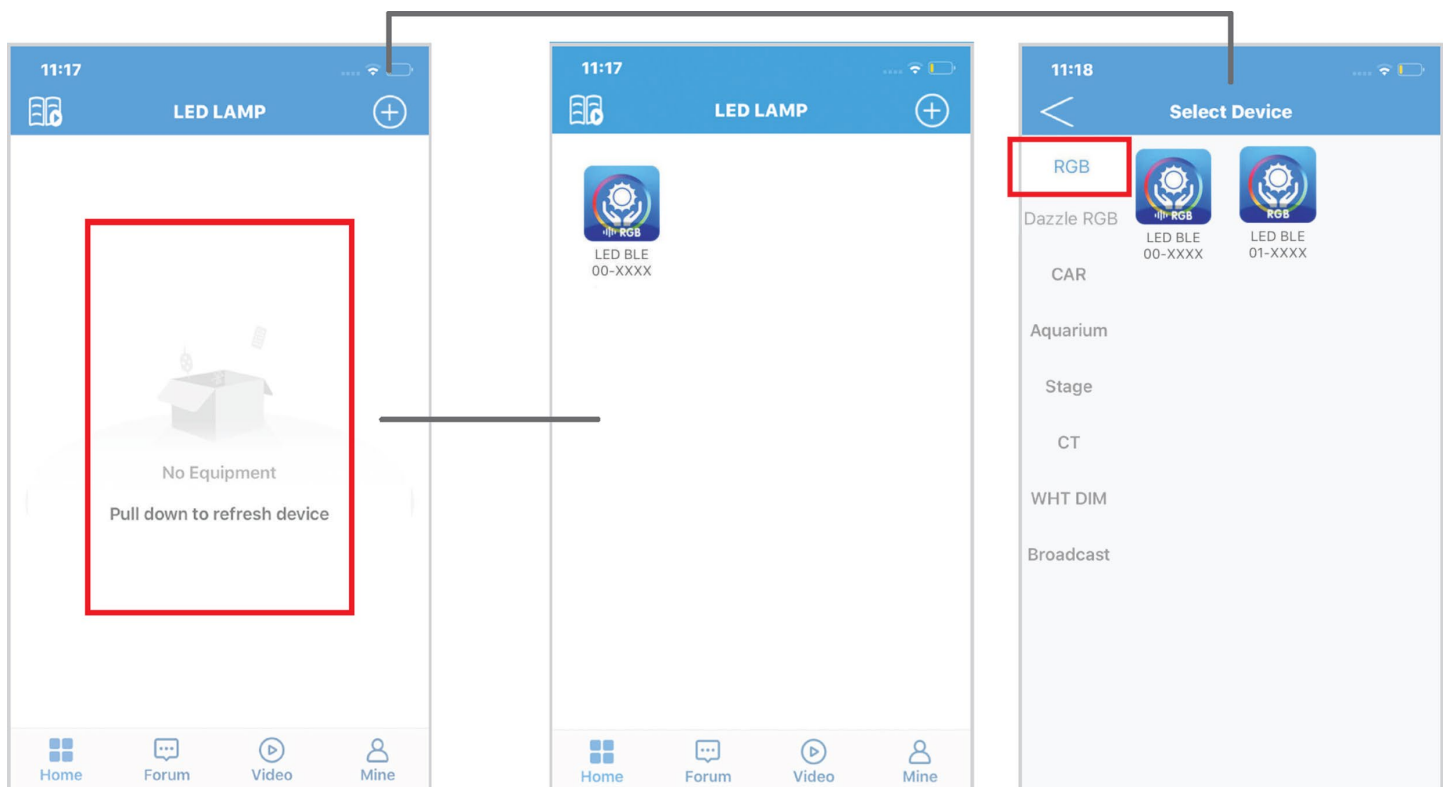 11:17
LED LAMP
No Equipment
Pull down to refresh device
Home
Forum
Video
Mine
11:17
LED LAMP
RGB
LED BLE
00-XXXX
Home
Forum
Video
Mine
11:18
Select Device
RGB
Dazzle RGB
CAR
Aquarium
Stage
CT
WHT DIM
Broadcast
RGB
LED BLE
00-XXXX
RGB
LED BLE
01-XXXX